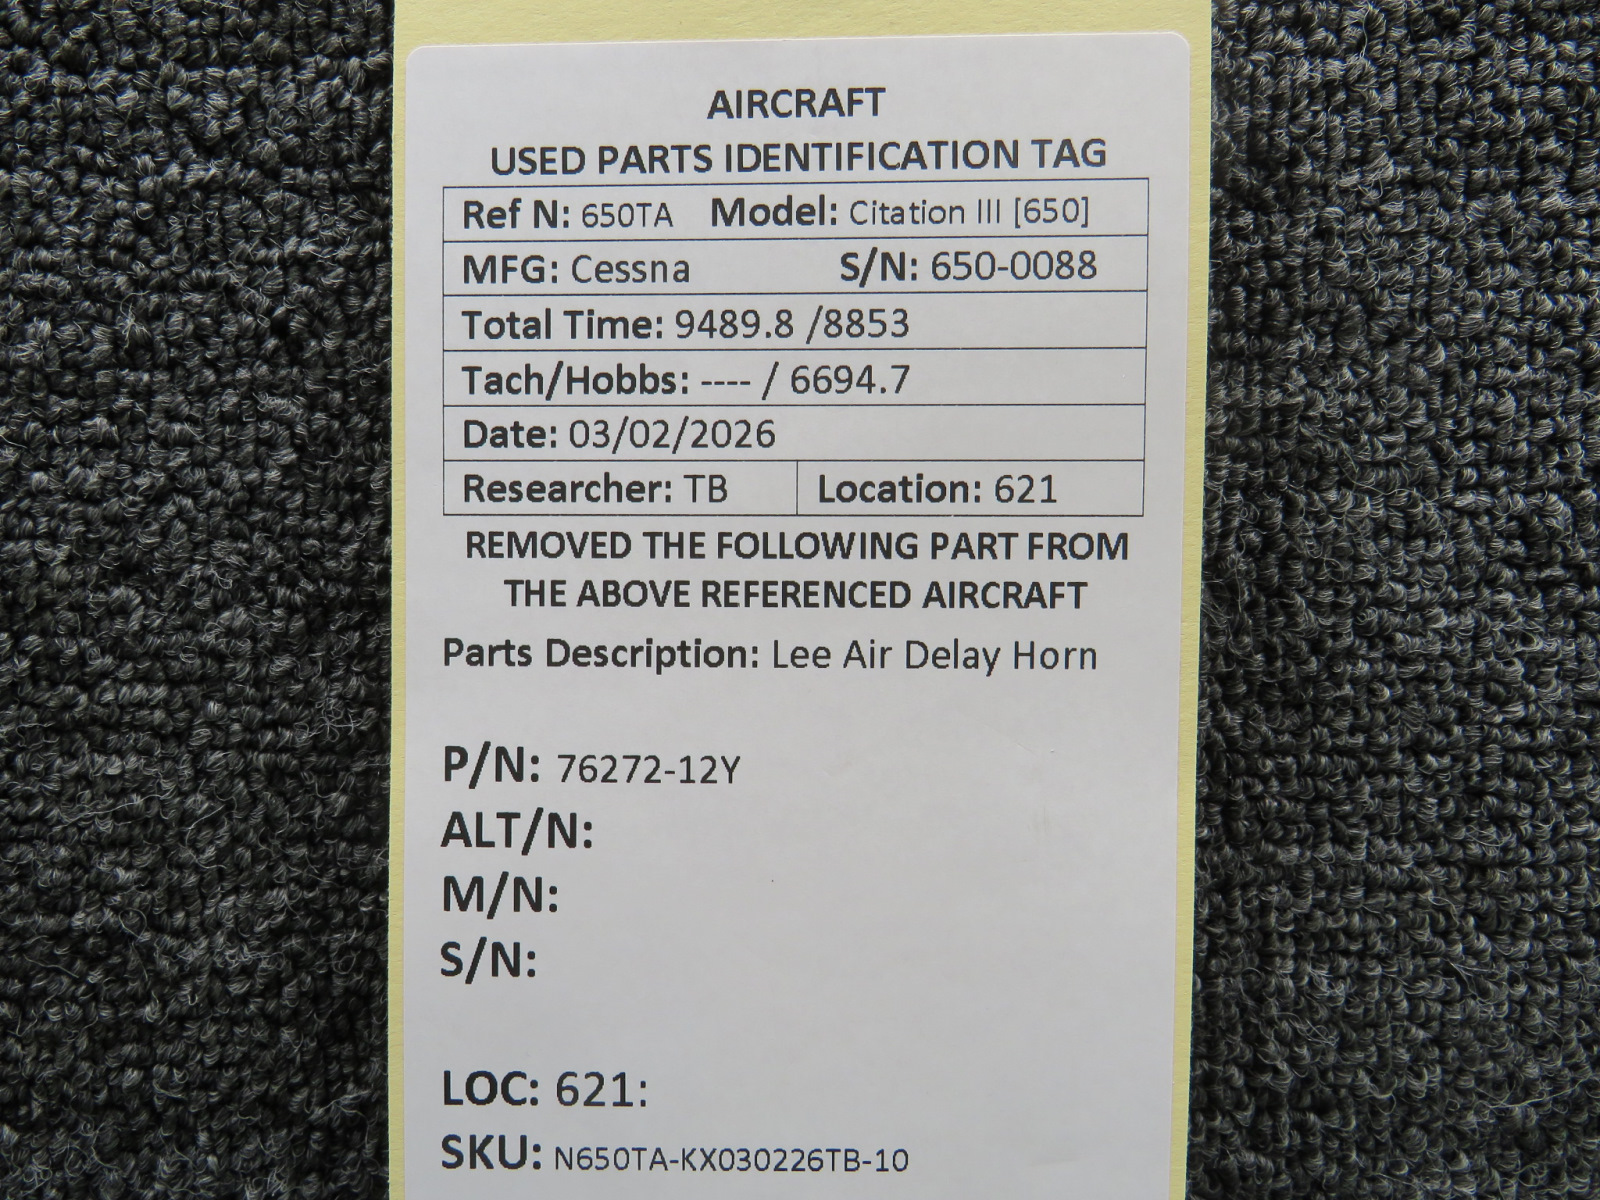 AIRCRAFT
USED PARTS IDENTIFICATION TAG
Ref N: 650TA Model: Citation III [650]
MFG: Cessna S/N: 650-0088
Total Time: 9489.8 /8853
Tach/Hobbs: ---- / 6694.7
Date: 03/02/2026
Researcher: TB Location: 621
REMOVED THE FOLLOWING PART FROM
THE ABOVE REFERENCED AIRCRAFT
Parts Description: Lee Air Delay Horn
P/N: 76272-12Y
ALT/N:
M/N:
S/N:
LOC: 621:
SKU: N650TA-KX030226TB-10